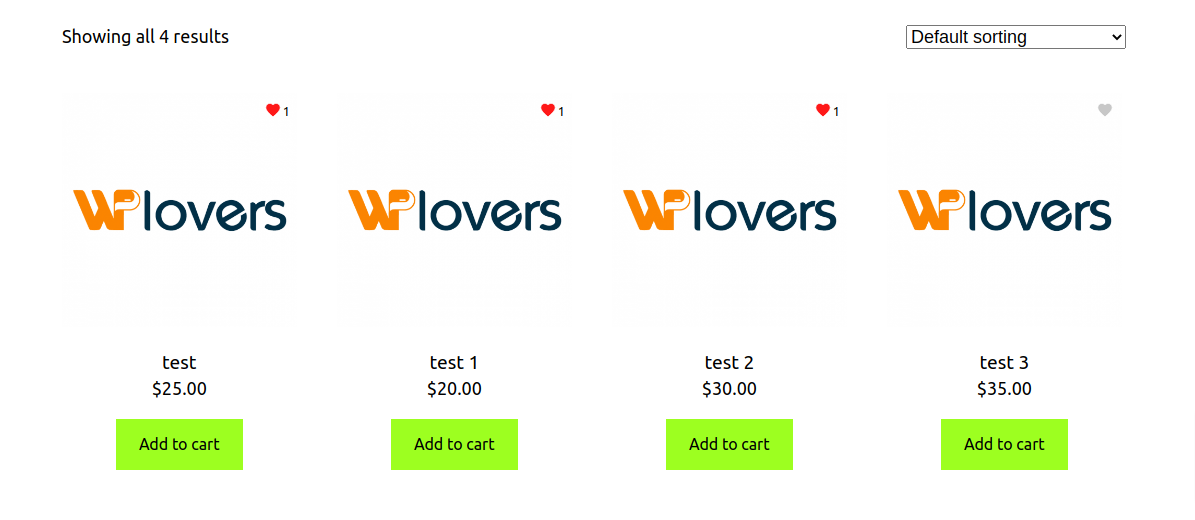 Showing all 4 results
Default sorting
1
1
1
WPlovers
WPlovers
WPlovers
WPlovers
test
test 1
test 2
test 3
$25.00
$20.00
$30.00
$35.00
Add to cart
Add to cart
Add to cart
Add to cart